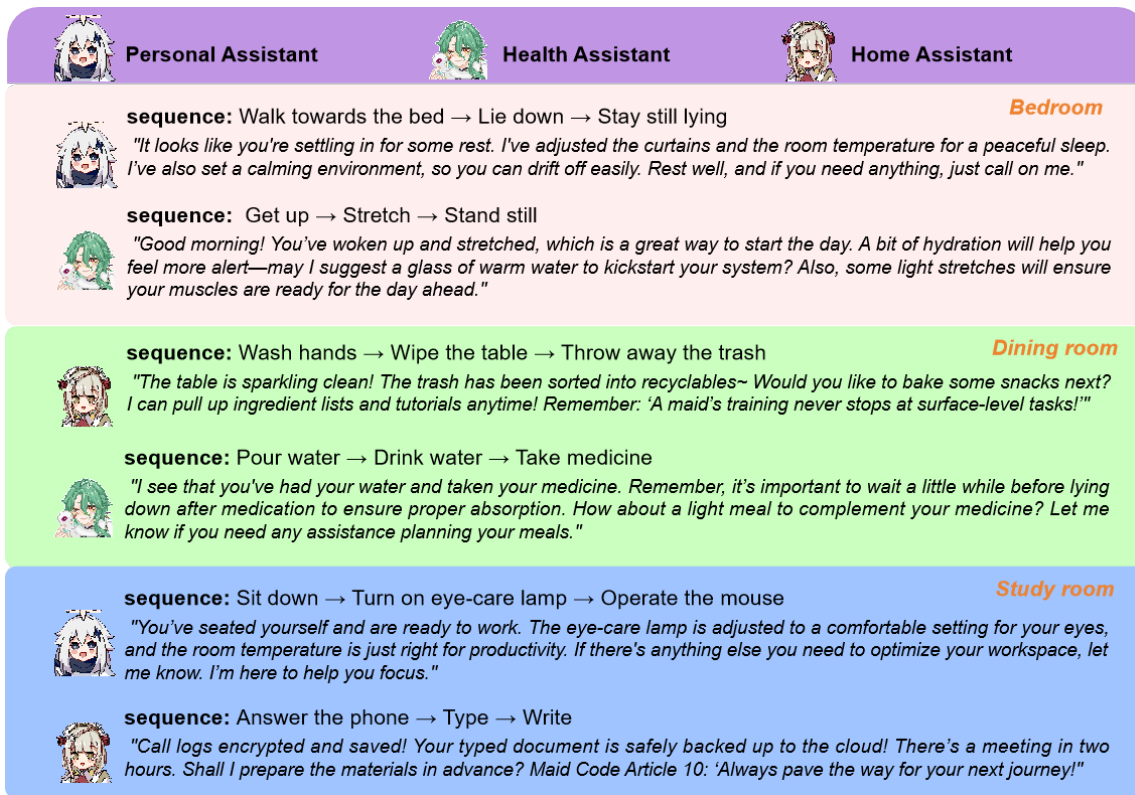 Personal Assistant Health Assistant Home Assistant
Bedroom
sequence: Walk towards the bed → Lie down → Stay still lying
"It looks like you're settling in for some rest. I've adjusted the curtains and the room temperature for a peaceful sleep.
I've also set a calming environment, so you can drift off easily. Rest well, and if you need anything, just call on me."
sequence: Get up → Stretch → Stand still
"Good morning! You've woken up and stretched, which is a great way to start the day. A bit of hydration will help you
feel more alert—may I suggest a glass of warm water to kickstart your system? Also, some light stretches will ensure
your muscles are ready for the day ahead."
Dining room
sequence: Wash hands → Wipe the table → Throw away the trash
"The table is sparkling clean! The trash has been sorted into recyclables~ Would you like to bake some snacks next?
I can pull up ingredient lists and tutorials anytime! Remember: ‘A maid's training never stops at surface-level tasks!’"
sequence: Pour water → Drink water → Take medicine
"I see that you've had your water and taken your medicine. Remember, it's important to wait a little while before lying
down after medication to ensure proper absorption. How about a light meal to complement your medicine? Let me
know if you need any assistance planning your meals."
Study room
sequence: Sit down → Turn on eye-care lamp → Operate the mouse
"You've seated yourself and are ready to work. The eye-care lamp is adjusted to a comfortable setting for your eyes,
and the room temperature is just right for productivity. If there's anything else you need to optimize your workspace, let
me know. I'm here to help you focus."
sequence: Answer the phone → Type → Write
"Call logs encrypted and saved! Your typed document is safely backed up to the cloud! There's a meeting in two
hours. Shall I prepare the materials in advance? Maid Code Article 10: ‘Always pave the way for your next journey!"